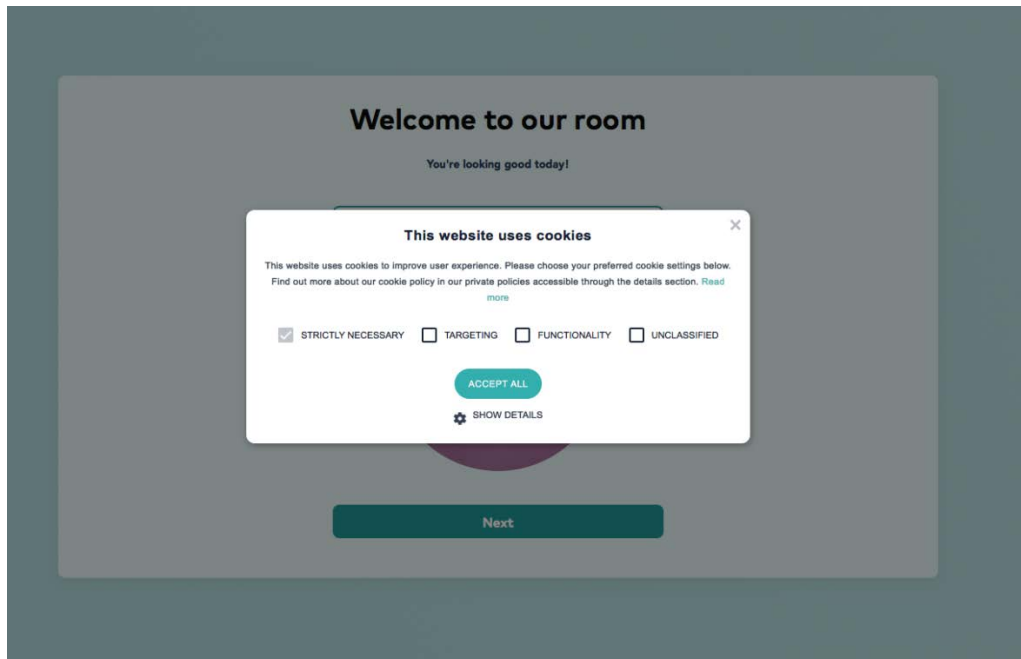 Welcome to our room
You're looking good today!
This website uses cookies
This website uses cookies to improve user experience. Please choose your preferred cookie settings below.
Find out more about our cookie policy in our private policies accessible through the details section. Read
more
STRICTLY NECESSARY TARGETING FUNCTIONALITY UNCLASSIFIED
ACCEPT ALL
SHOW DETAILS
Next